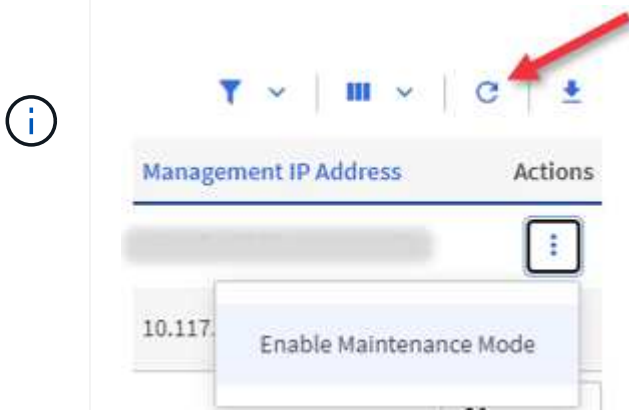 Management IP Address Actions
10.117.
Enable Maintenance Mode